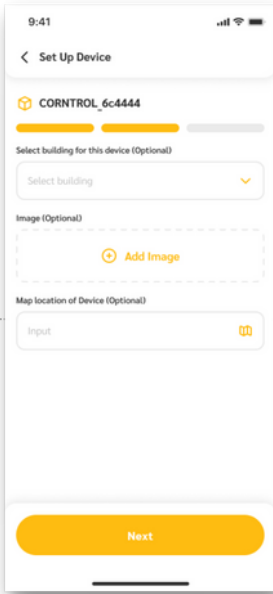 9:41
Set Up Device
CORNTROL_6c4444
Select building for this device (Optional)
Select building
Image (Optional)
Add Image
Map location of Device (Optional)
Input
Next